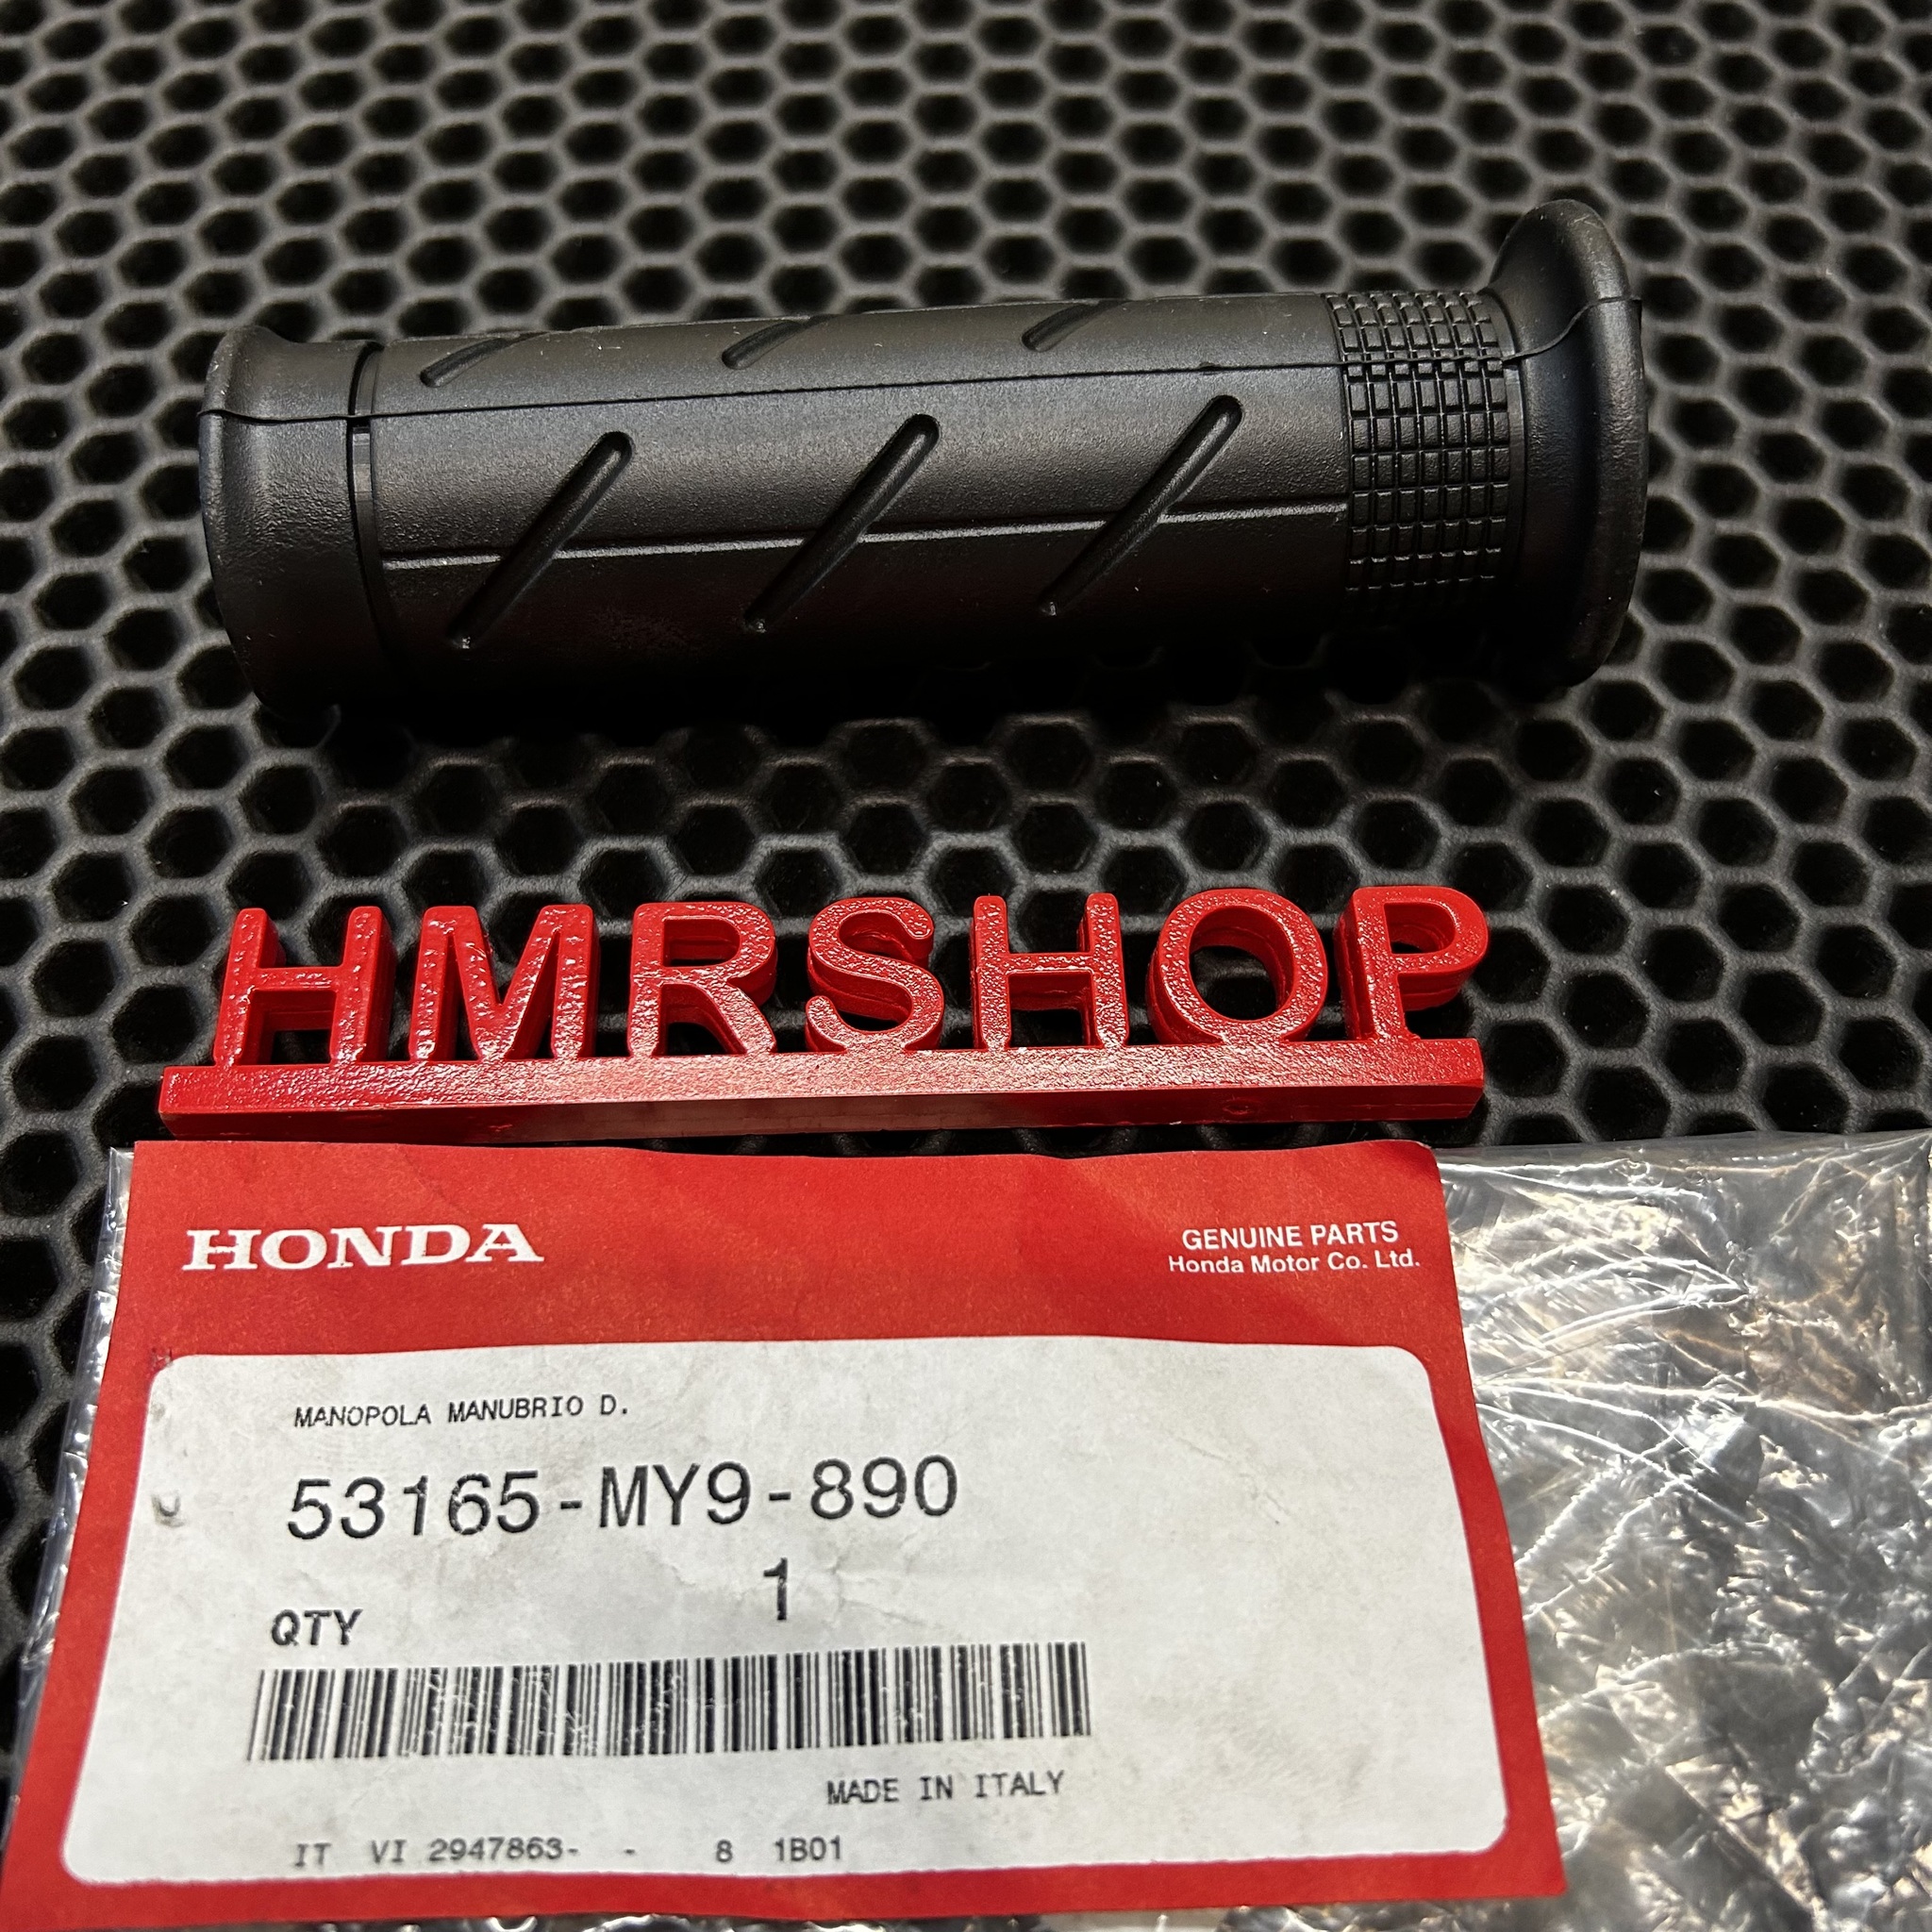 HMRSHOP
HONDA
GENUINE PARTS
Honda Motor Co. Ltd.
MANOPOLA MANUBRIO D.
53165-MY9-890
1
QTY
MADE IN ITALY
IT VI 2947863- - 8 1B01